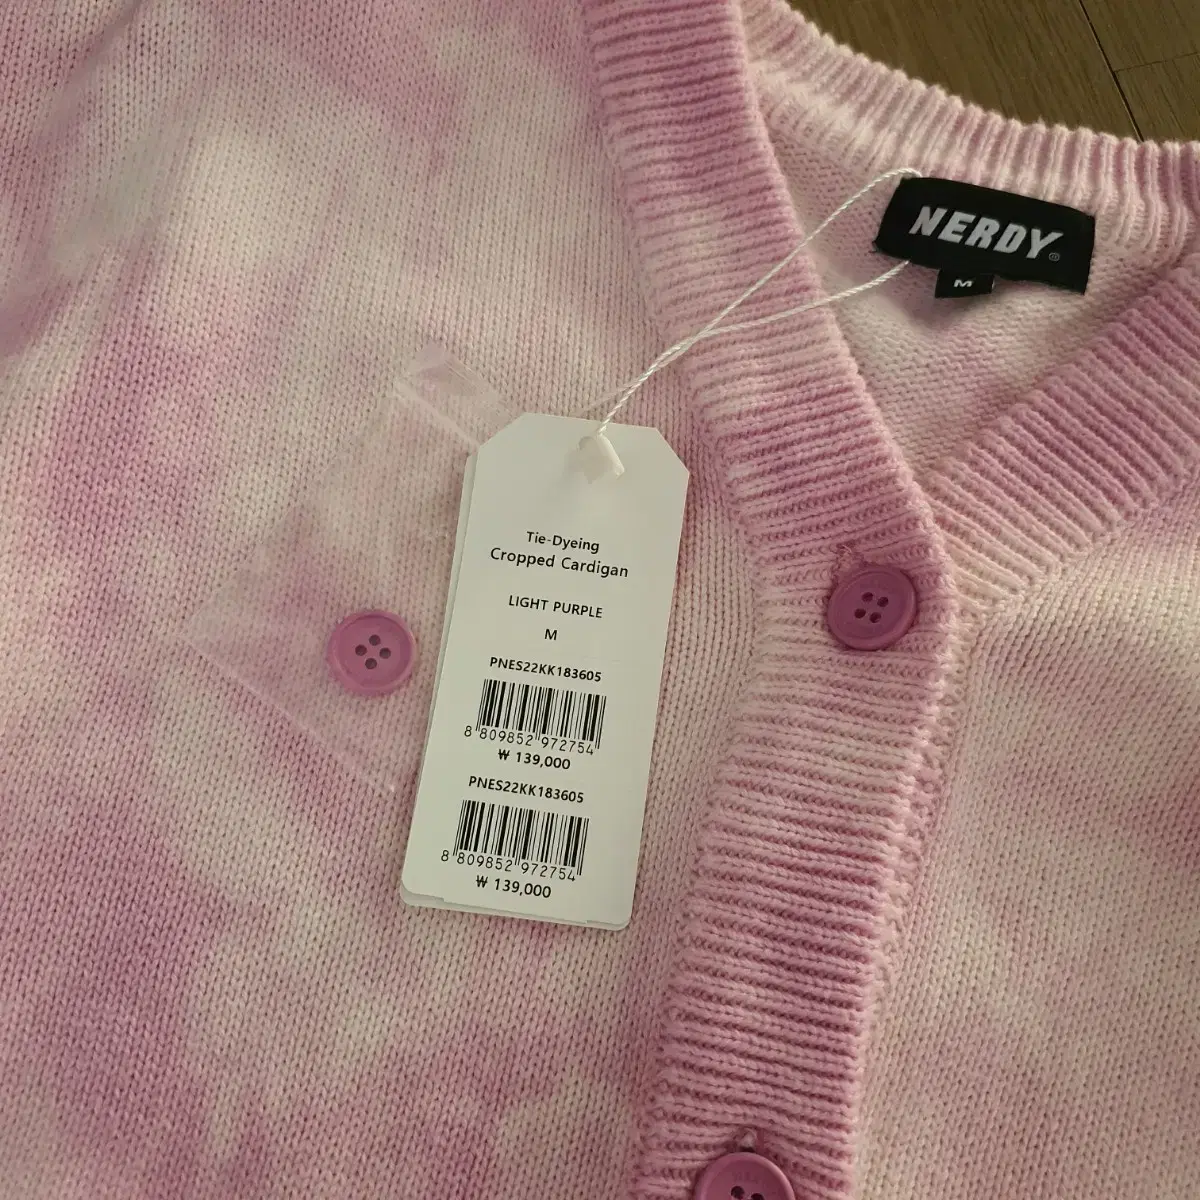 NERDY®
M
Tie-Dyeing
Cropped Cardigan
LIGHT PURPLE
M
PNES22KK183605
8 809852 972754
₩ 139,000
PNES22KK183605
8 809852 972754
₩ 139,000